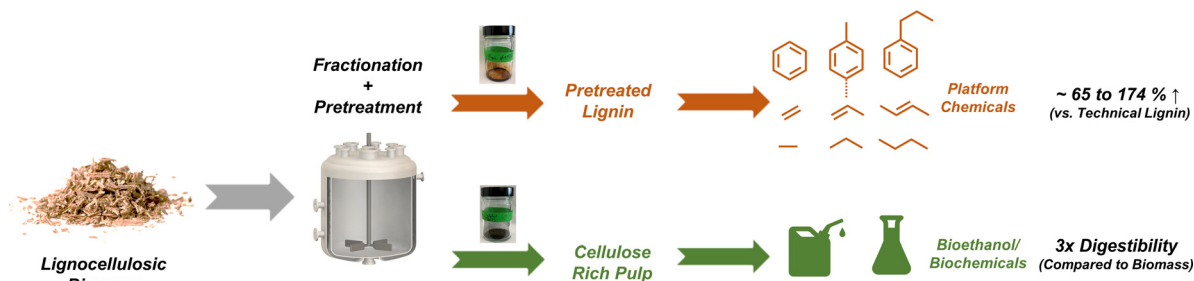 Fractionation
+
Pretreatment
Pretreated
Lignin
Platform
Chemicals
~ 65 to 174 % ↑
(vs. Technical Lignin)
Lignocellulosic
Cellulose
Rich Pulp
Bioethanol/
Biochemicals
3x Digestibility
(Compared to Biomass)